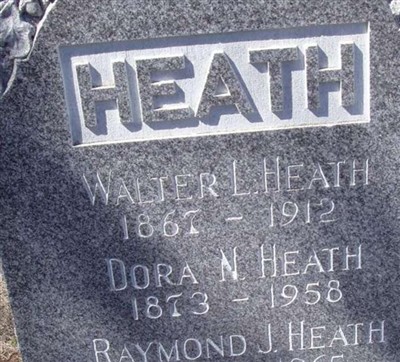 HEATH
WALTER L. HEATH
1867 - 1912
DORA N. HEATH
1873 - 1958
RAYMOND J. HEATH